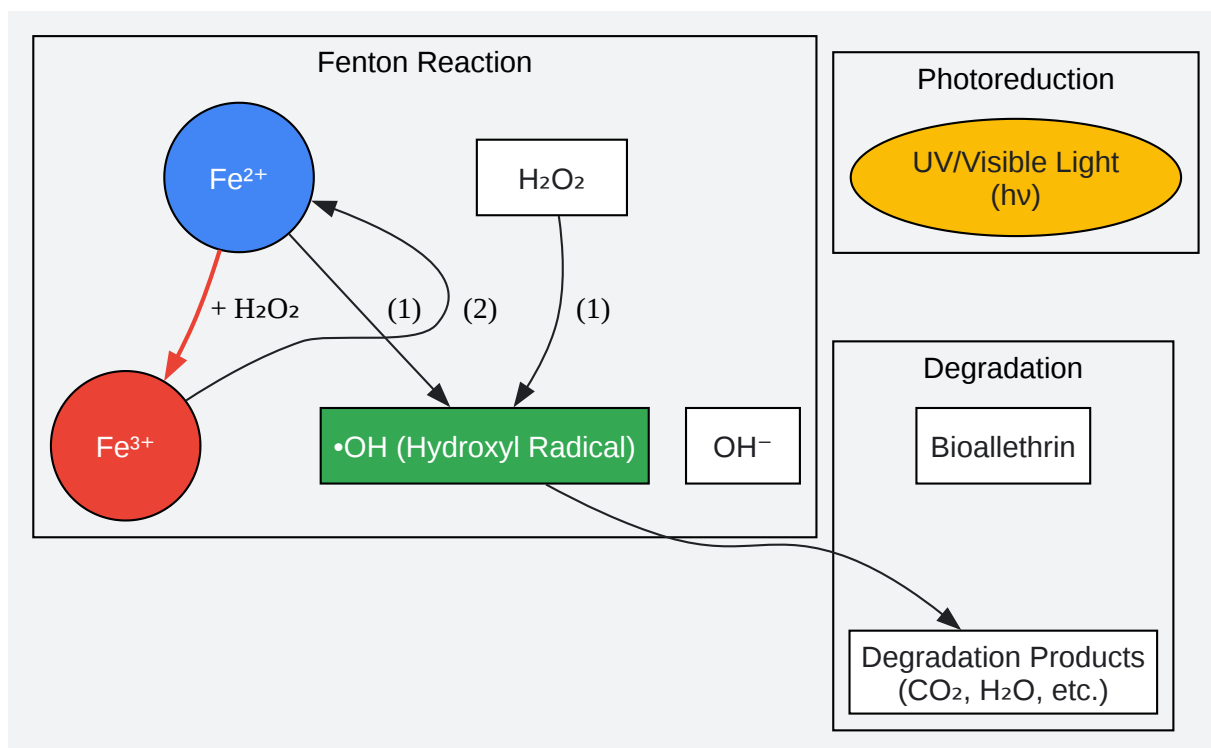 Fenton Reaction
Photoreduction
Fe²⁺
H₂O₂
UV/Visible Light
(hν)
+ H₂O₂
(1)
(2)
(1)
Degradation
Fe³⁺
•OH (Hydroxyl Radical)
OH⁻
Bioallethrin
Degradation Products
(CO₂, H₂O, etc.)